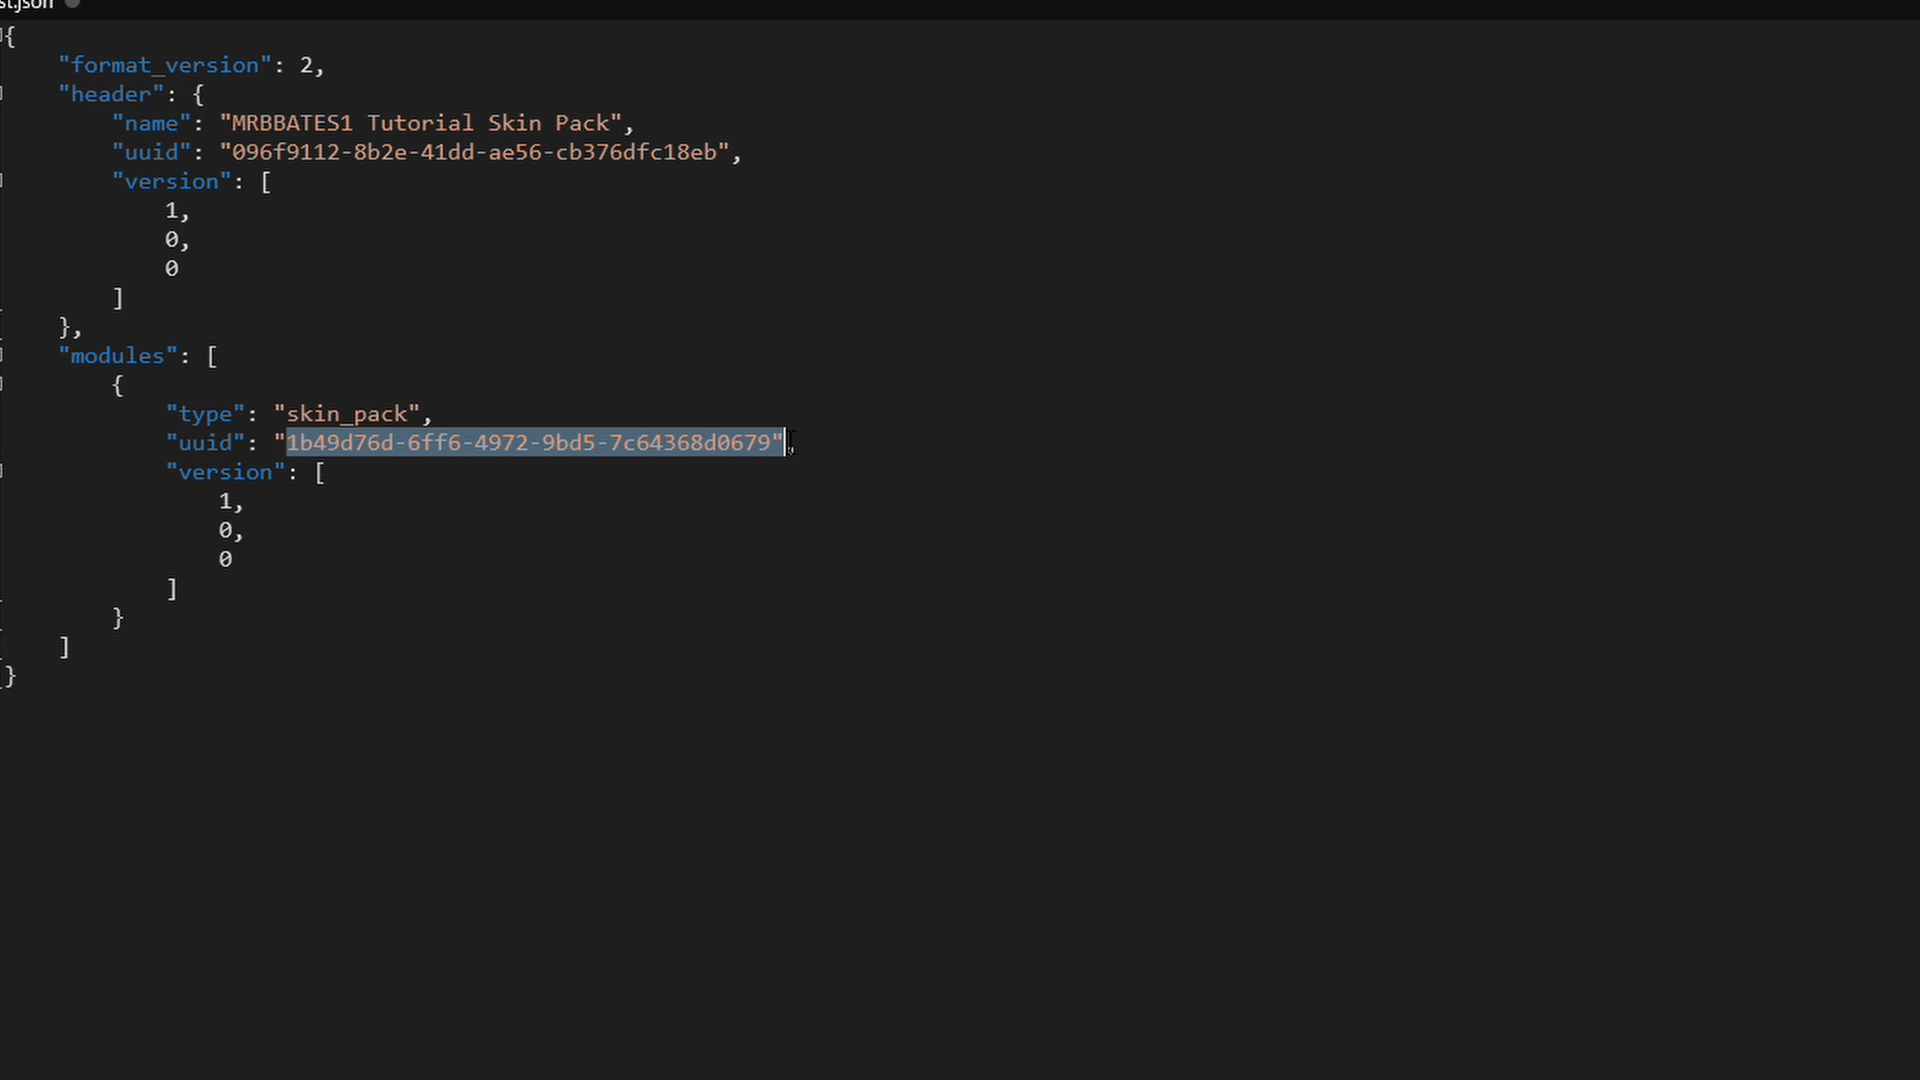 st.json
{
    "format_version": 2,
    "header": {
        "name": "MRBBATES1 Tutorial Skin Pack",
        "uuid": "096f9112-8b2e-41dd-ae56-cb376dfc18eb",
        "version": [
            1,
            0,
            0
        ]
    },
    "modules": [
        {
            "type": "skin_pack",
            "uuid": "1b49d76d-6ff6-4972-9bd5-7c64368d0679",
            "version": [
                1,
                0,
                0
            ]
        }
    ]
}